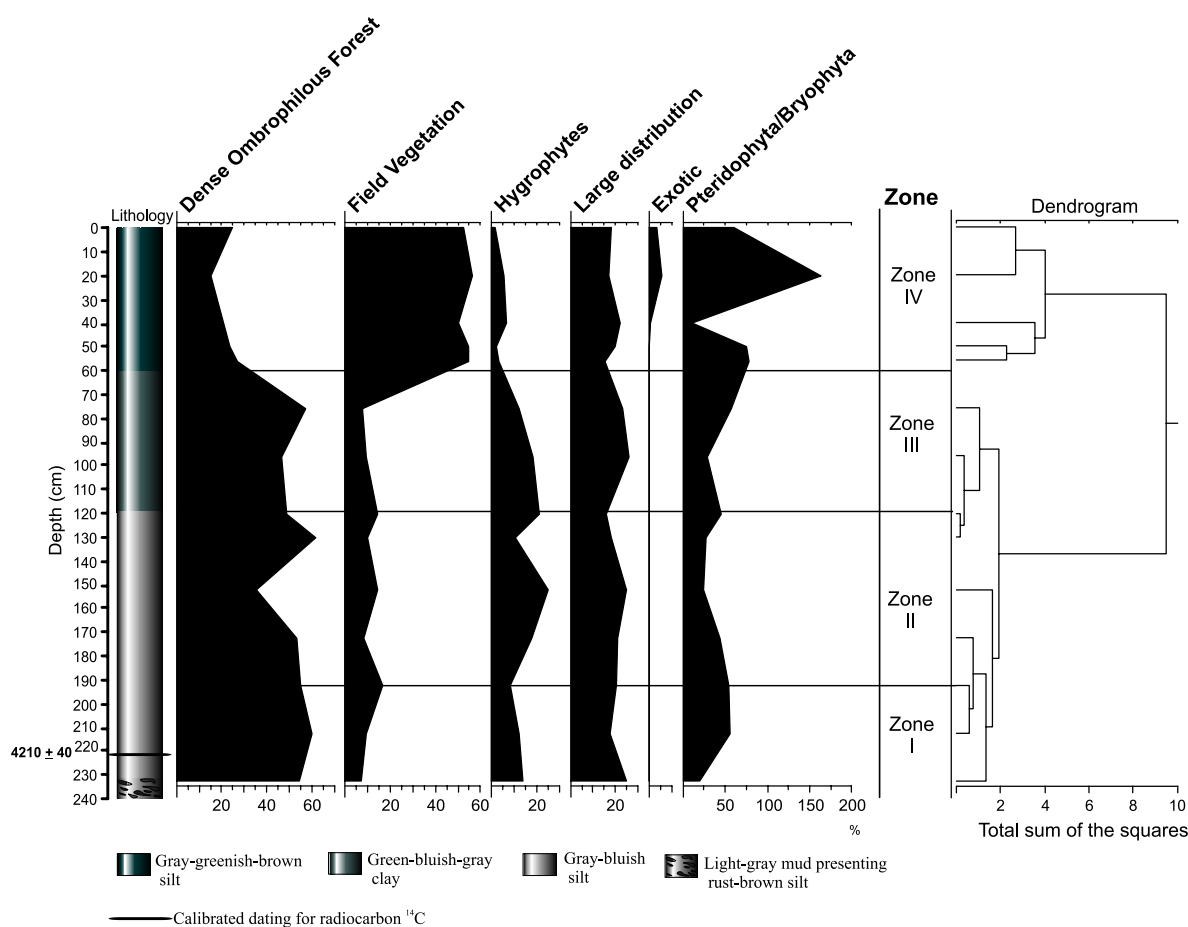 Dense Ombrophilous Forest
Field Vegetation
Hygrophytes
Large distribution
Exotic
Pteridophyta/Bryophyta
Zone
Dendrogram
Lithology
Depth (cm)
0
10
20
30
40
50
60
70
80
90
100
110
120
130
140
150
160
170
180
190
200
210
220
230
240
4210 ± 40
Zone
IV
Zone
III
Zone
II
Zone
I
20 40 60
20 40 60
20
20
50 100 150 200
%
2 4 6 8 10
Total sum of the squares
Gray-greenish-brown
silt
Green-bluish-gray
clay
Gray-bluish
silt
Light-gray mud presenting
rust-brown silt
Calibrated dating for radiocarbon ¹⁴C